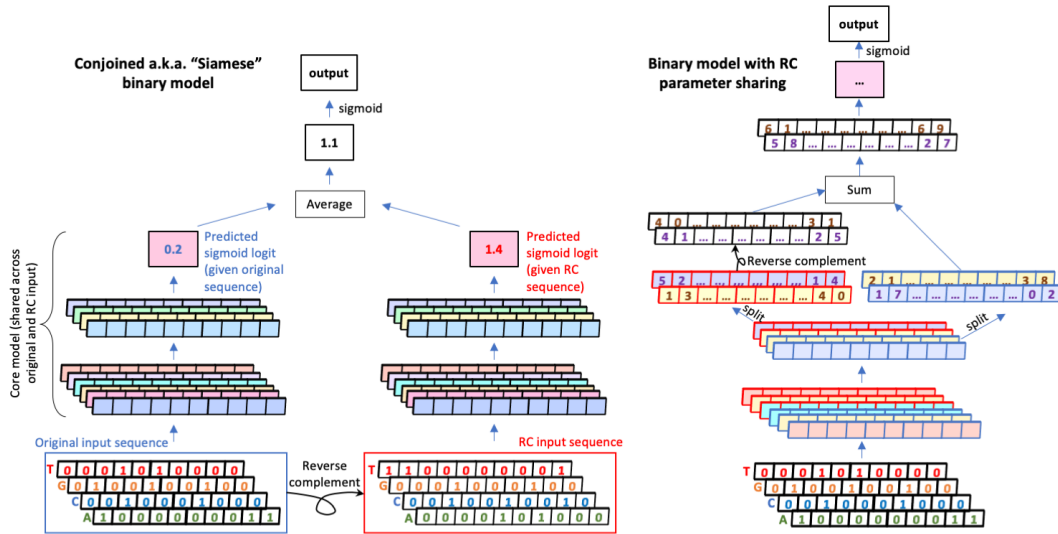 Conjoined a.k.a. “Siamese”
binary model
output
sigmoid
1.1
Average
0.2
Predicted
sigmoid logit
(given original
sequence)
1.4
Predicted
sigmoid logit
(given RC
sequence)
Core model (shared across
original and RC input)
Original input sequence
RC input sequence
T 0 0 0 1 0 1 0 0 0 0
G 0 1 0 0 1 0 0 1 0 0
C 0 0 1 0 0 0 1 0 0 0
A 1 0 0 0 0 0 0 0 1 1
Reverse
complement
T 1 1 0 0 0 0 0 0 0 1
G 0 0 0 1 0 0 0 1 0 0
C 0 0 1 0 0 1 0 0 1 0
A 0 0 0 0 1 0 1 0 0 0
Binary model with RC
parameter sharing
output
sigmoid
...
6 1 ... ... ... ... ... ... 6 9
5 8 ... ... ... ... ... ... 2 7
Sum
4 0 ... ... ... ... ... ... 3 1
4 1 ... ... ... ... ... ... 2 5
Reverse complement
5 2 ... ... ... ... ... ... 1 4
1 3 ... ... ... ... ... ... 4 0
2 1 ... ... ... ... ... ... 3 8
1 7 ... ... ... ... ... ... 0 2
split
split
T 0 0 0 1 0 1 0 0 0 0
G 0 1 0 0 1 0 0 1 0 0
C 0 0 1 0 0 0 1 0 0 0
A 1 0 0 0 0 0 0 0 1 1